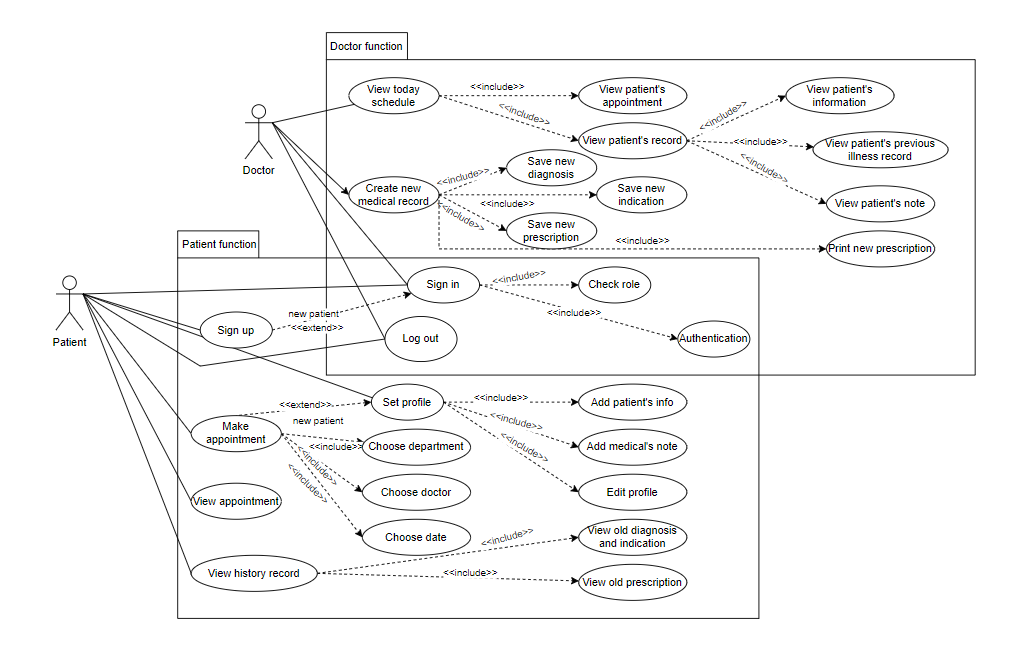 Doctor function
View today
schedule
<<include>>
View patient's
appointment
<<include>>
View patient's record
<<include>>
View patient's
information
<<include>>
View patient's previous
illness record
<<include>>
View patient's note
Doctor
Create new
medical record
<<include>>
Save new
diagnosis
<<include>>
Save new
indication
<<include>>
Save new
prescription
<<include>>
Print new prescription
Patient function
Patient
Sign in
<<include>>
Check role
<<include>>
Authentication
Sign up
new patient
<<extend>>
Log out
Set profile
<<include>>
Add patient's info
<<include>>
Add medical's note
<<include>>
Edit profile
Make
appointment
<<extend>>
new patient
<<include>>
Choose department
<<include>>
Choose doctor
<<include>>
Choose date
View appointment
View history record
<<include>>
View old diagnosis
and indication
<<include>>
View old prescription